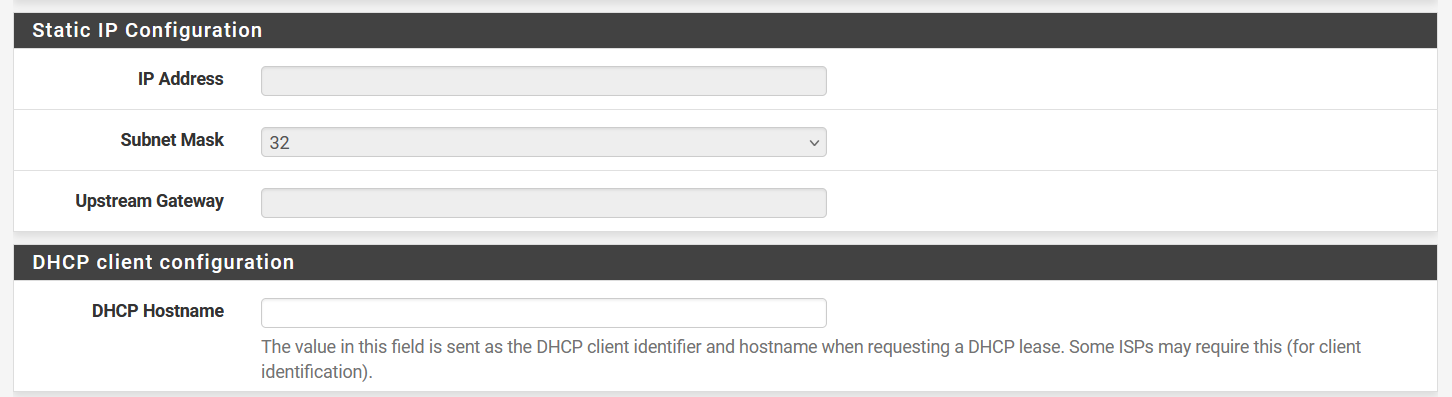 Static IP Configuration
IP Address
Subnet Mask
32
Upstream Gateway
DHCP client configuration
DHCP Hostname
The value in this field is sent as the DHCP client identifier and hostname when requesting a DHCP lease. Some ISPs may require this (for client
identification).